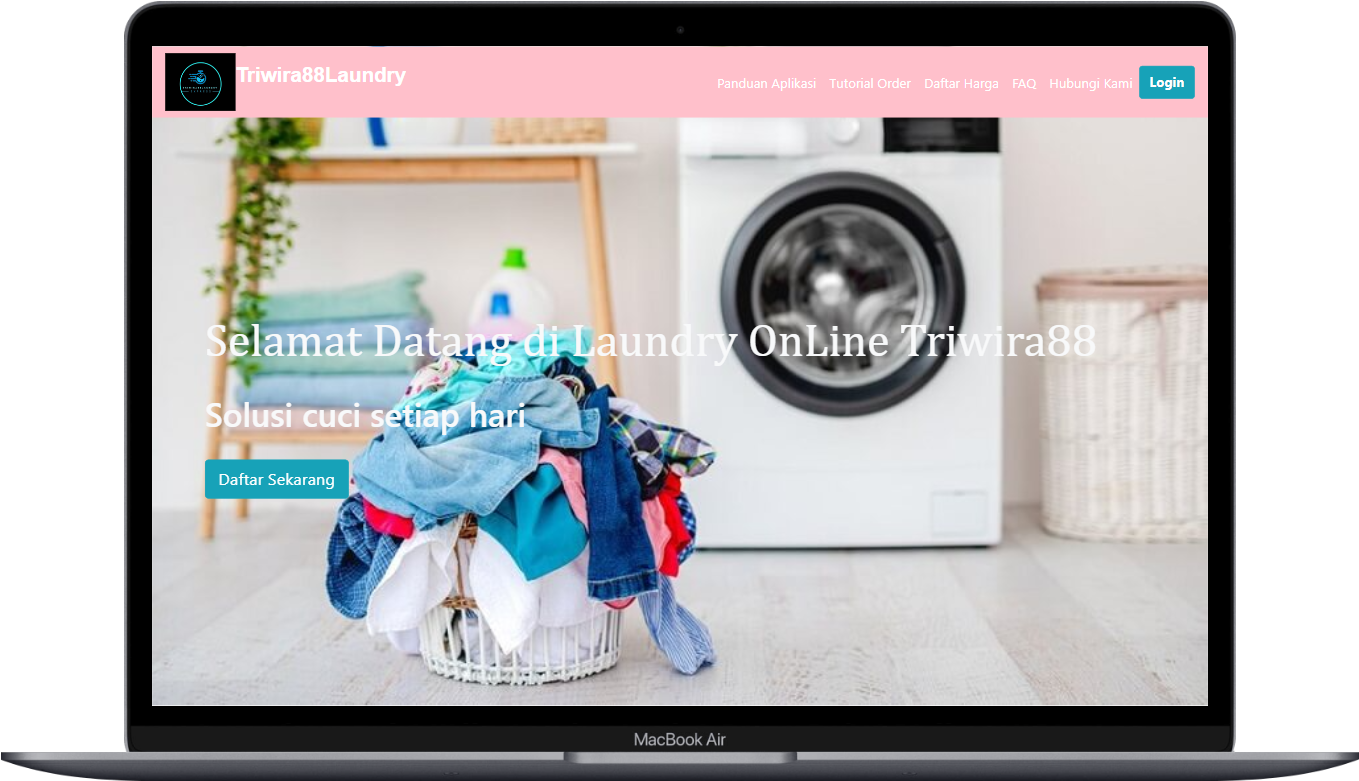 Triwira88Laundry
Panduan Aplikasi Tutorial Order Daftar Harga FAQ Hubungi Kami Login
Selamat Datang di Laundry OnLine Triwira88
Solusi cuci setiap hari
Daftar Sekarang
MacBook Air